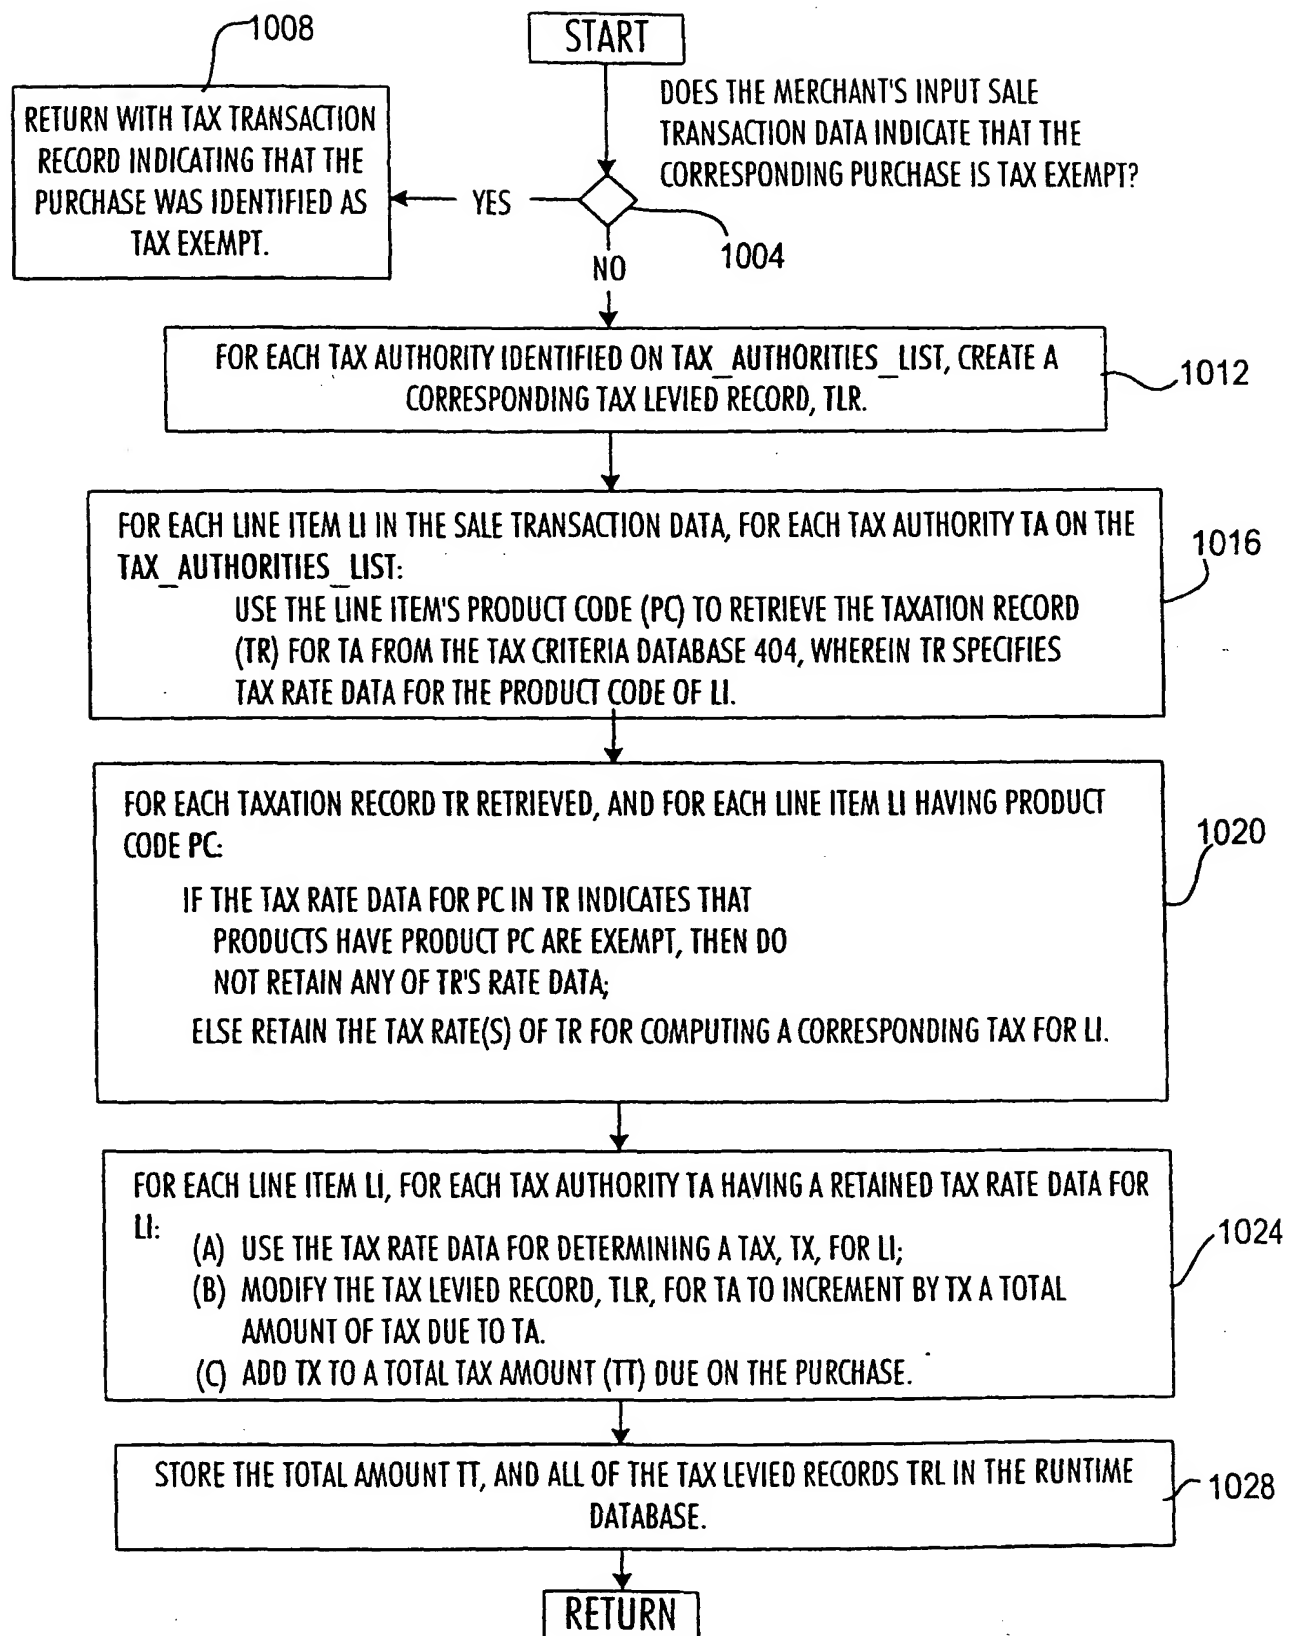 1008
START
RETURN WITH TAX TRANSACTION
RECORD INDICATING THAT THE
PURCHASE WAS IDENTIFIED AS
TAX EXEMPT.
DOES THE MERCHANT'S INPUT SALE
TRANSACTION DATA INDICATE THAT THE
CORRESPONDING PURCHASE IS TAX EXEMPT?
YES
1004
NO
FOR EACH TAX AUTHORITY IDENTIFIED ON TAX_AUTHORITIES_LIST, CREATE A
CORRESPONDING TAX LEVIED RECORD, TLR.
1012
FOR EACH LINE ITEM LI IN THE SALE TRANSACTION DATA, FOR EACH TAX AUTHORITY TA ON THE
TAX_AUTHORITIES_LIST:
USE THE LINE ITEM'S PRODUCT CODE (PC) TO RETRIEVE THE TAXATION RECORD
(TR) FOR TA FROM THE TAX CRITERIA DATABASE 404, WHEREIN TR SPECIFIES
TAX RATE DATA FOR THE PRODUCT CODE OF LI.
1016
FOR EACH TAXATION RECORD TR RETRIEVED, AND FOR EACH LINE ITEM LI HAVING PRODUCT
CODE PC:
IF THE TAX RATE DATA FOR PC IN TR INDICATES THAT
PRODUCTS HAVE PRODUCT PC ARE EXEMPT, THEN DO
NOT RETAIN ANY OF TR'S RATE DATA;
ELSE RETAIN THE TAX RATE(S) OF TR FOR COMPUTING A CORRESPONDING TAX FOR LI.
1020
FOR EACH LINE ITEM LI, FOR EACH TAX AUTHORITY TA HAVING A RETAINED TAX RATE DATA FOR
LI:
(A) USE THE TAX RATE DATA FOR DETERMINING A TAX, TX, FOR LI;
(B) MODIFY THE TAX LEVIED RECORD, TLR, FOR TA TO INCREMENT BY TX A TOTAL
AMOUNT OF TAX DUE TO TA.
(C) ADD TX TO A TOTAL TAX AMOUNT (TT) DUE ON THE PURCHASE.
1024
STORE THE TOTAL AMOUNT TT, AND ALL OF THE TAX LEVIED RECORDS TRL IN THE RUNTIME
DATABASE.
1028
RETURN